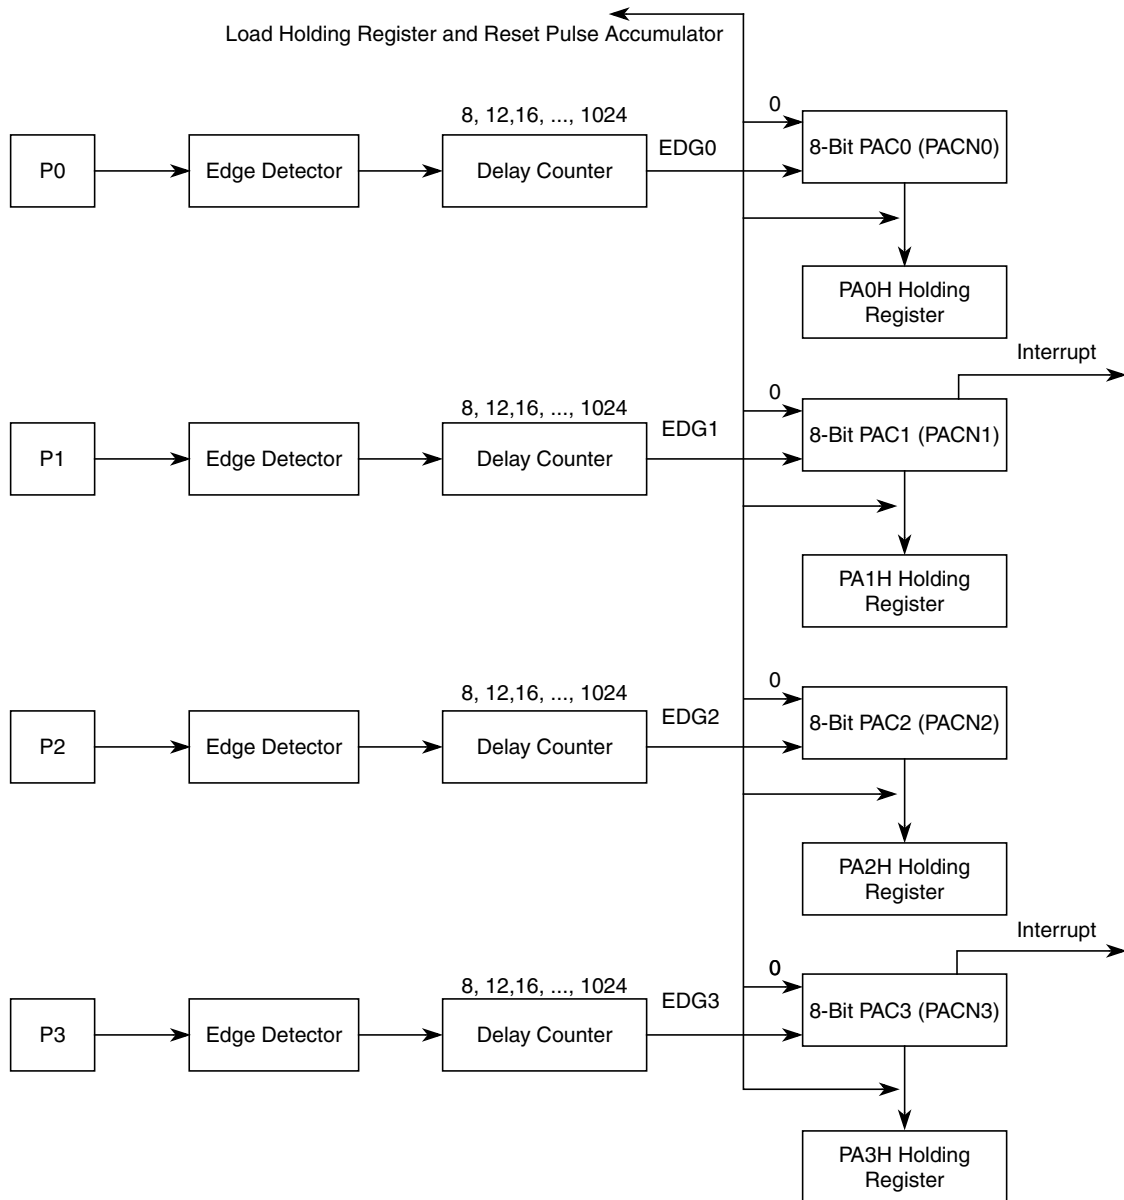 Load Holding Register and Reset Pulse Accumulator
8, 12,16, ..., 1024
0
P0
Edge Detector
Delay Counter
EDG0
8-Bit PAC0 (PACN0)
PA0H Holding
Register
Interrupt
8, 12,16, ..., 1024
0
P1
Edge Detector
Delay Counter
EDG1
8-Bit PAC1 (PACN1)
PA1H Holding
Register
8, 12,16, ..., 1024
0
P2
Edge Detector
Delay Counter
EDG2
8-Bit PAC2 (PACN2)
PA2H Holding
Register
Interrupt
8, 12,16, ..., 1024
0
P3
Edge Detector
Delay Counter
EDG3
8-Bit PAC3 (PACN3)
PA3H Holding
Register